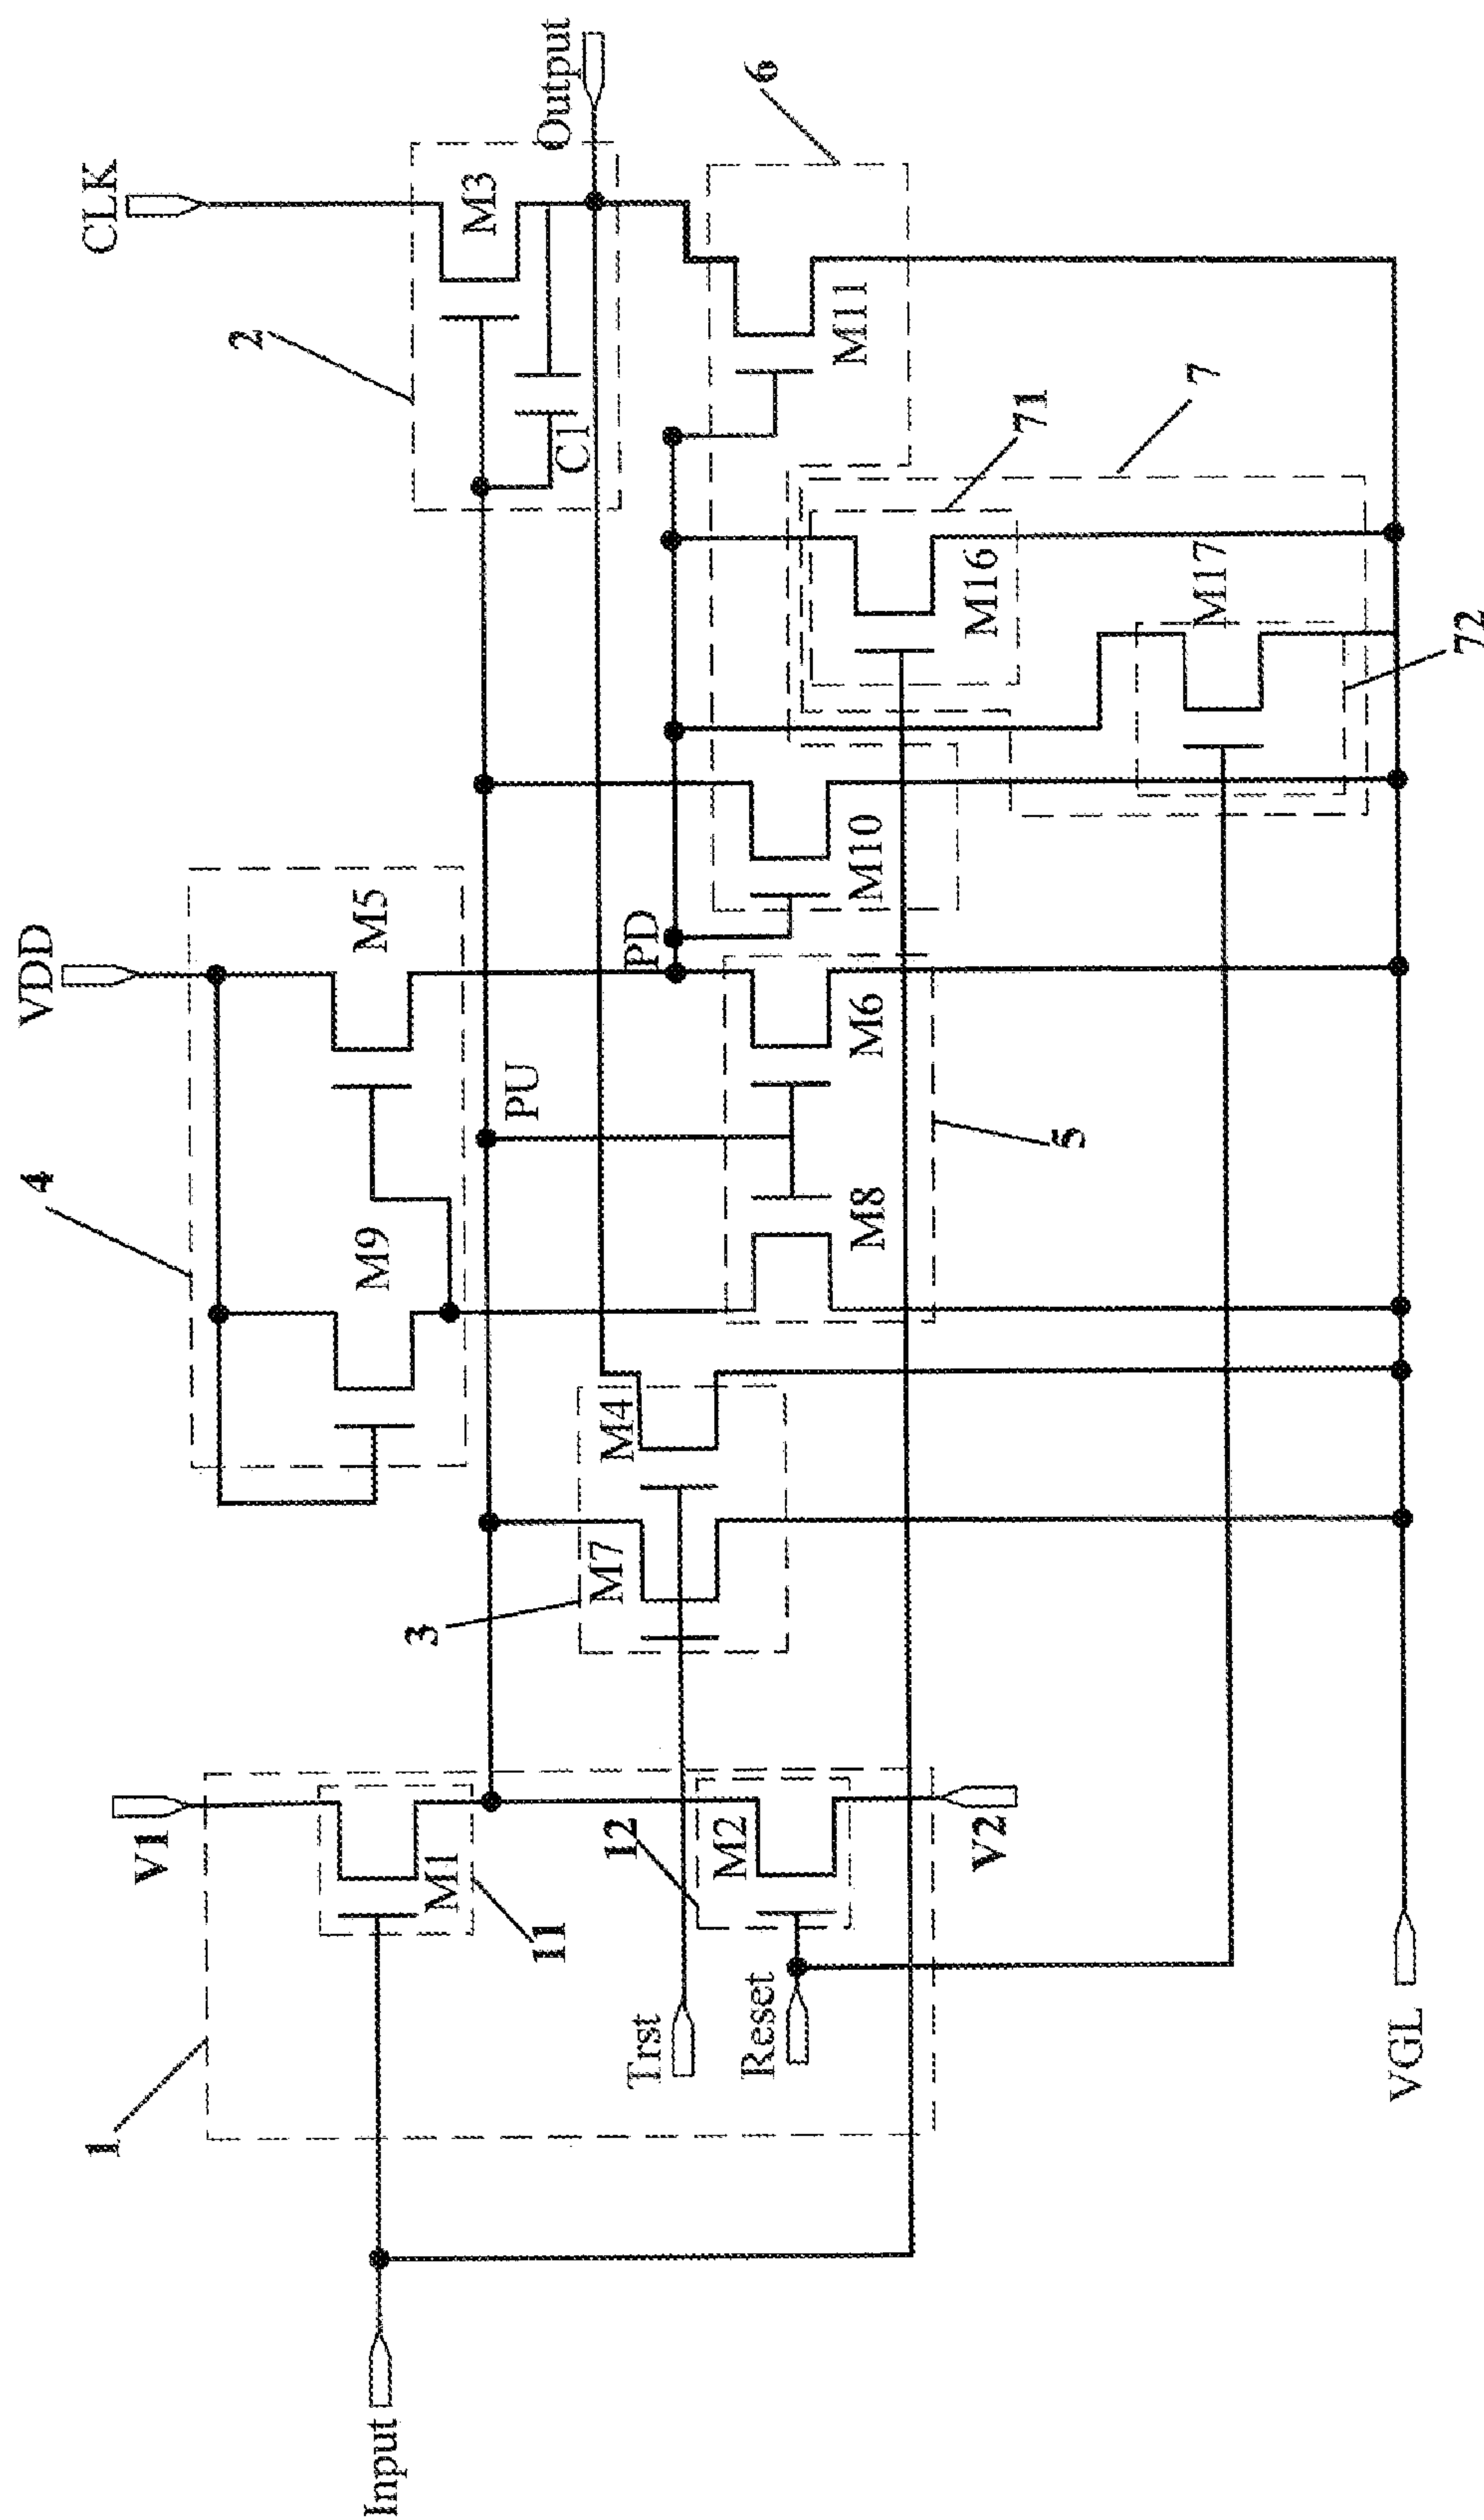 CLK
Output
VDD
V1
2
4
6
1
M3
C1
M5
M9
PU
PD
M1
11
3
M7
M4
M8
M6
5
M10
M11
7
71
M16
M17
72
12
M2
V2
Trst
Reset
Input
VGL